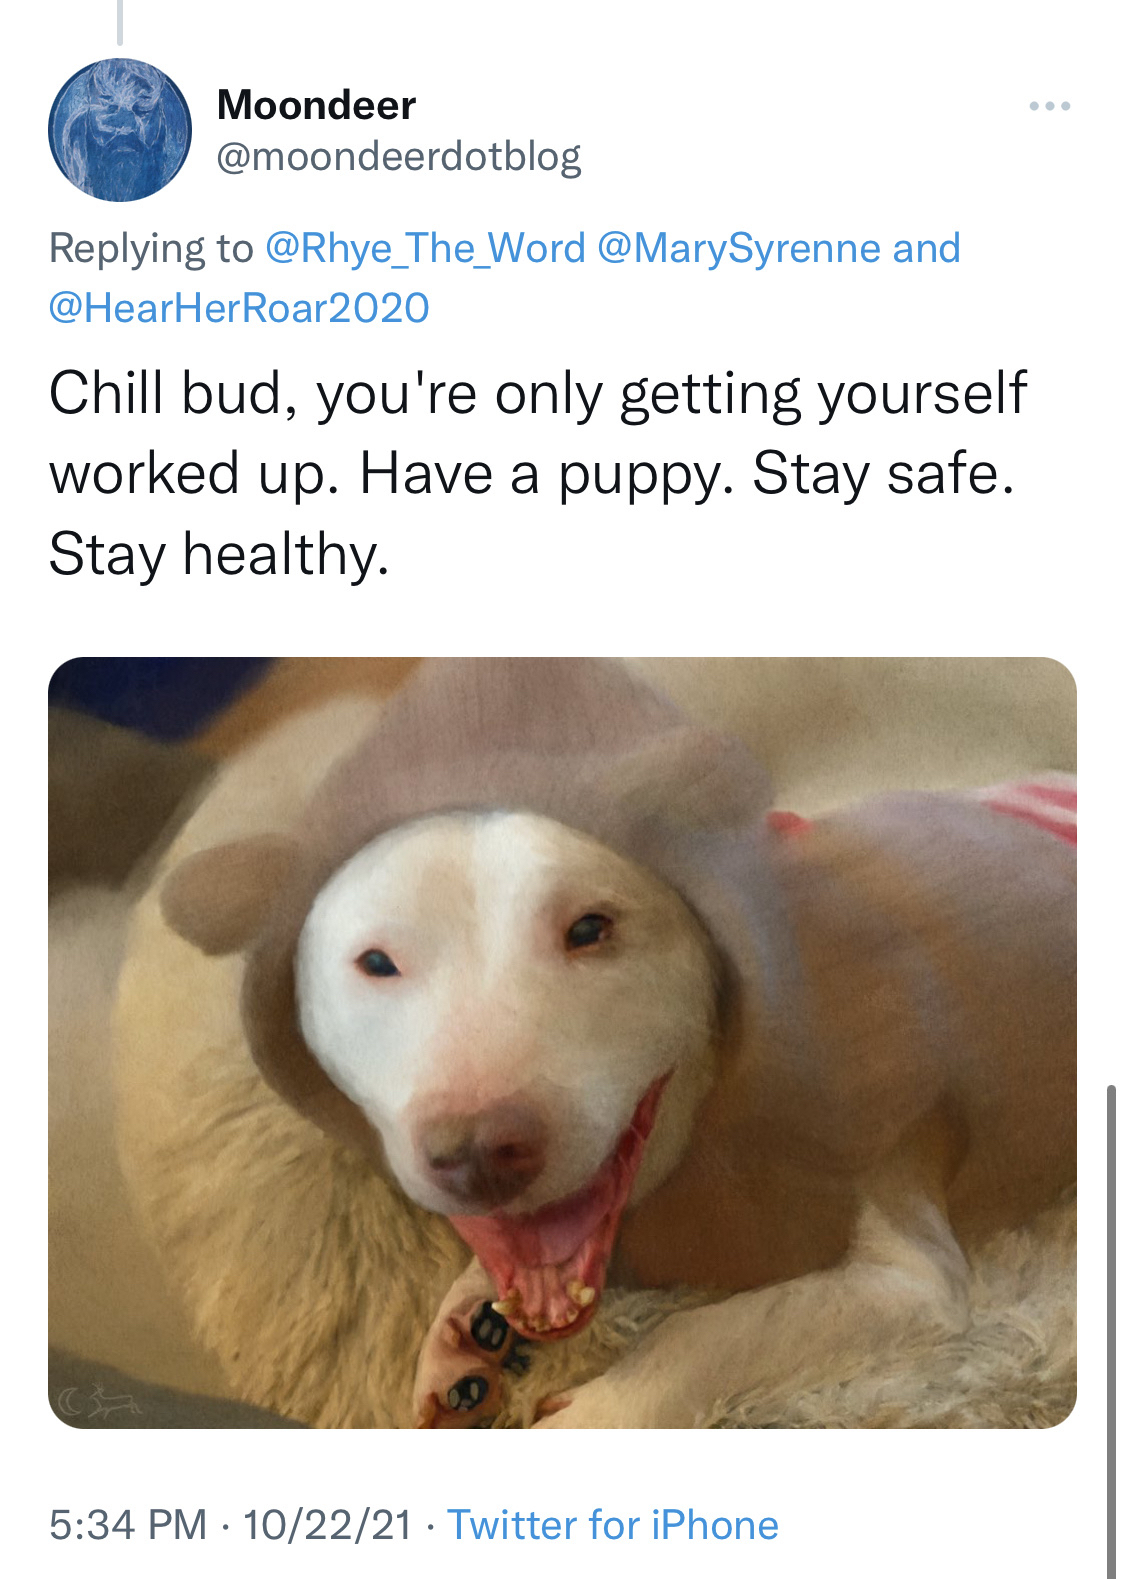 Moondeer
@moondeerdotblog
Replying to @Rhye_The_Word @MarySyrenne and
@HearHerRoar2020
Chill bud, you're only getting yourself
worked up. Have a puppy. Stay safe.
Stay healthy.
5:34 PM · 10/22/21 · Twitter for iPhone